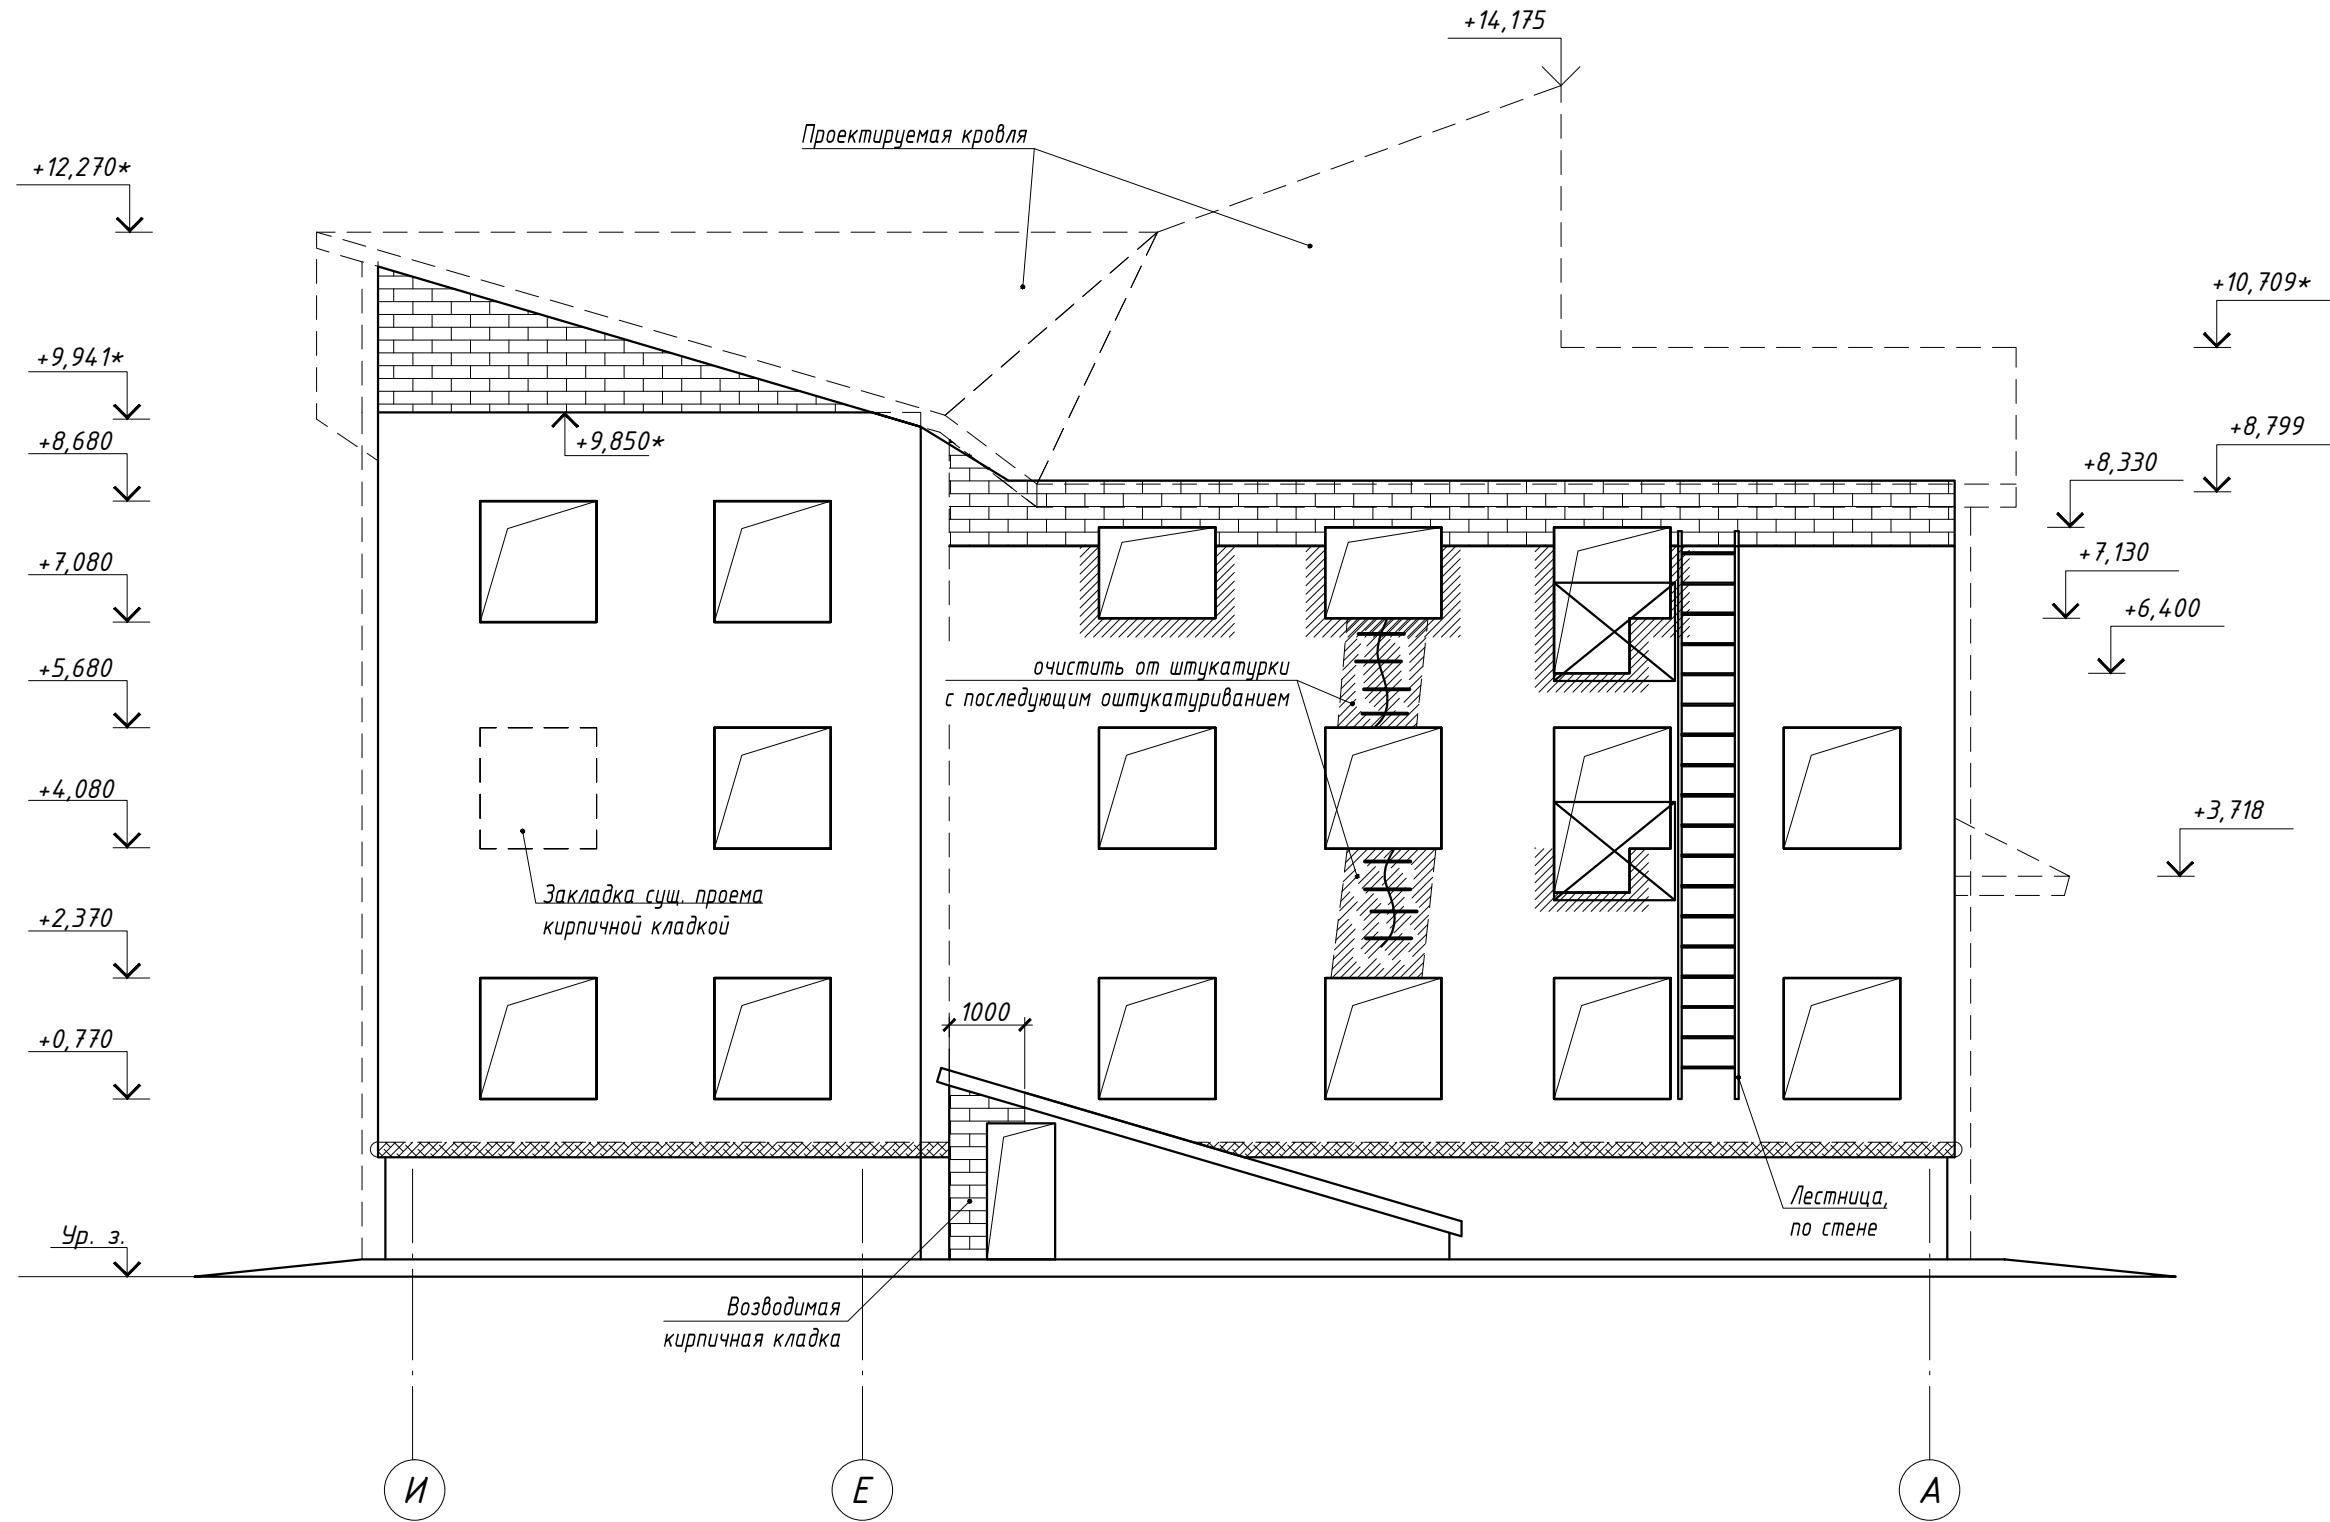 +14,175
Проектируемая кровля
+12,270*
+10,709*
+9,941*
+8,680
+9,850*
+8,799
+8,330
+7,080
+7,130
+6,400
+5,680
очистить от штукатурки
с последующим оштукатуриванием
+4,080
+3,718
Закладка сущ. проема
кирпичной кладкой
+2,370
1000
+0,770
Лестница,
по стене
Ур. з.
Возводимая
кирпичная кладка
И
Е
А